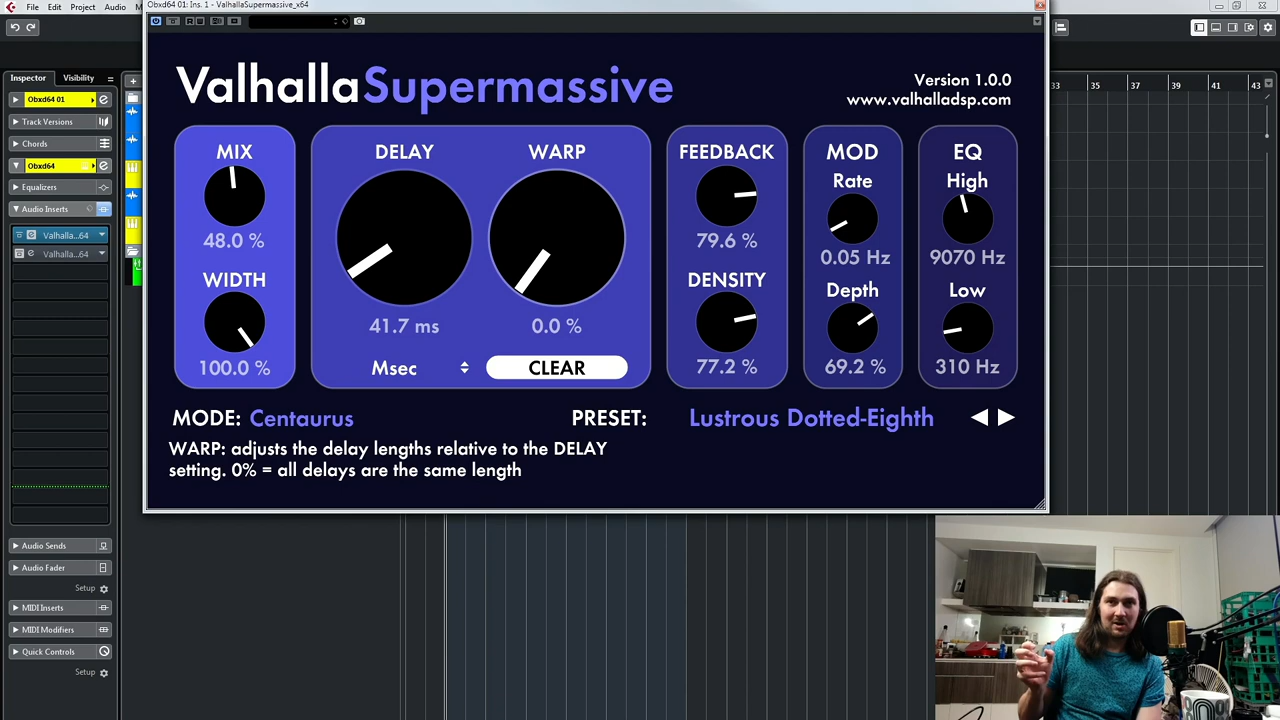 Obxd64 01: Ins. 1 - ValhallaSupermassive_x64
File Edit Project Audio
Inspector Visibility
Obxd64 01
Track Versions
Chords
Obxd64
Equalizers
Audio Inserts
Valhalla...64
Valhalla...64
Audio Sends
Audio Fader
Setup
MIDI Inserts
MIDI Modifiers
Quick Controls
Setup
33 35 37 39 41 43
ValhallaSupermassive
Version 1.0.0
www.valhalladsp.com
MIX
48.0 %
WIDTH
100.0 %
DELAY
41.7 ms
Msec
WARP
0.0 %
CLEAR
FEEDBACK
79.6 %
DENSITY
77.2 %
MOD
Rate
0.05 Hz
Depth
69.2 %
EQ
High
9070 Hz
Low
310 Hz
MODE: Centaurus
PRESET: Lustrous Dotted-Eighth
WARP: adjusts the delay lengths relative to the DELAY
setting. 0% = all delays are the same length